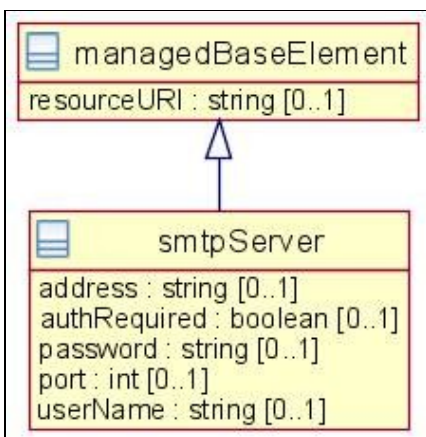 managedBaseElement
resourceURI : string [0..1]
smtpServer
address : string [0..1]
authRequired : boolean [0..1]
password : string [0..1]
port : int [0..1]
userName : string [0..1]